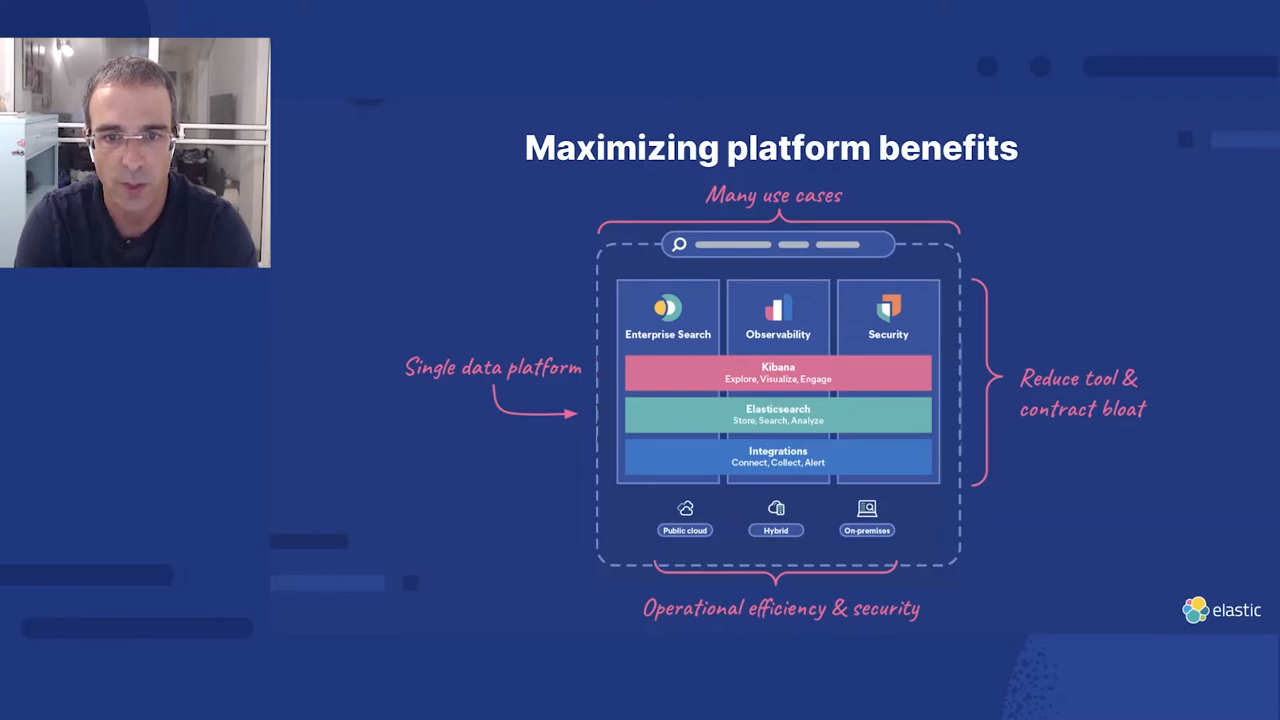 Maximizing platform benefits
Many use cases
Enterprise Search
Observability
Security
Single data platform
Kibana
Explore, Visualize, Engage
Elasticsearch
Store, Search, Analyze
Integrations
Connect, Collect, Alert
Reduce tool &
contract bloat
Public cloud
Hybrid
On-premises
Operational efficiency & security
elastic